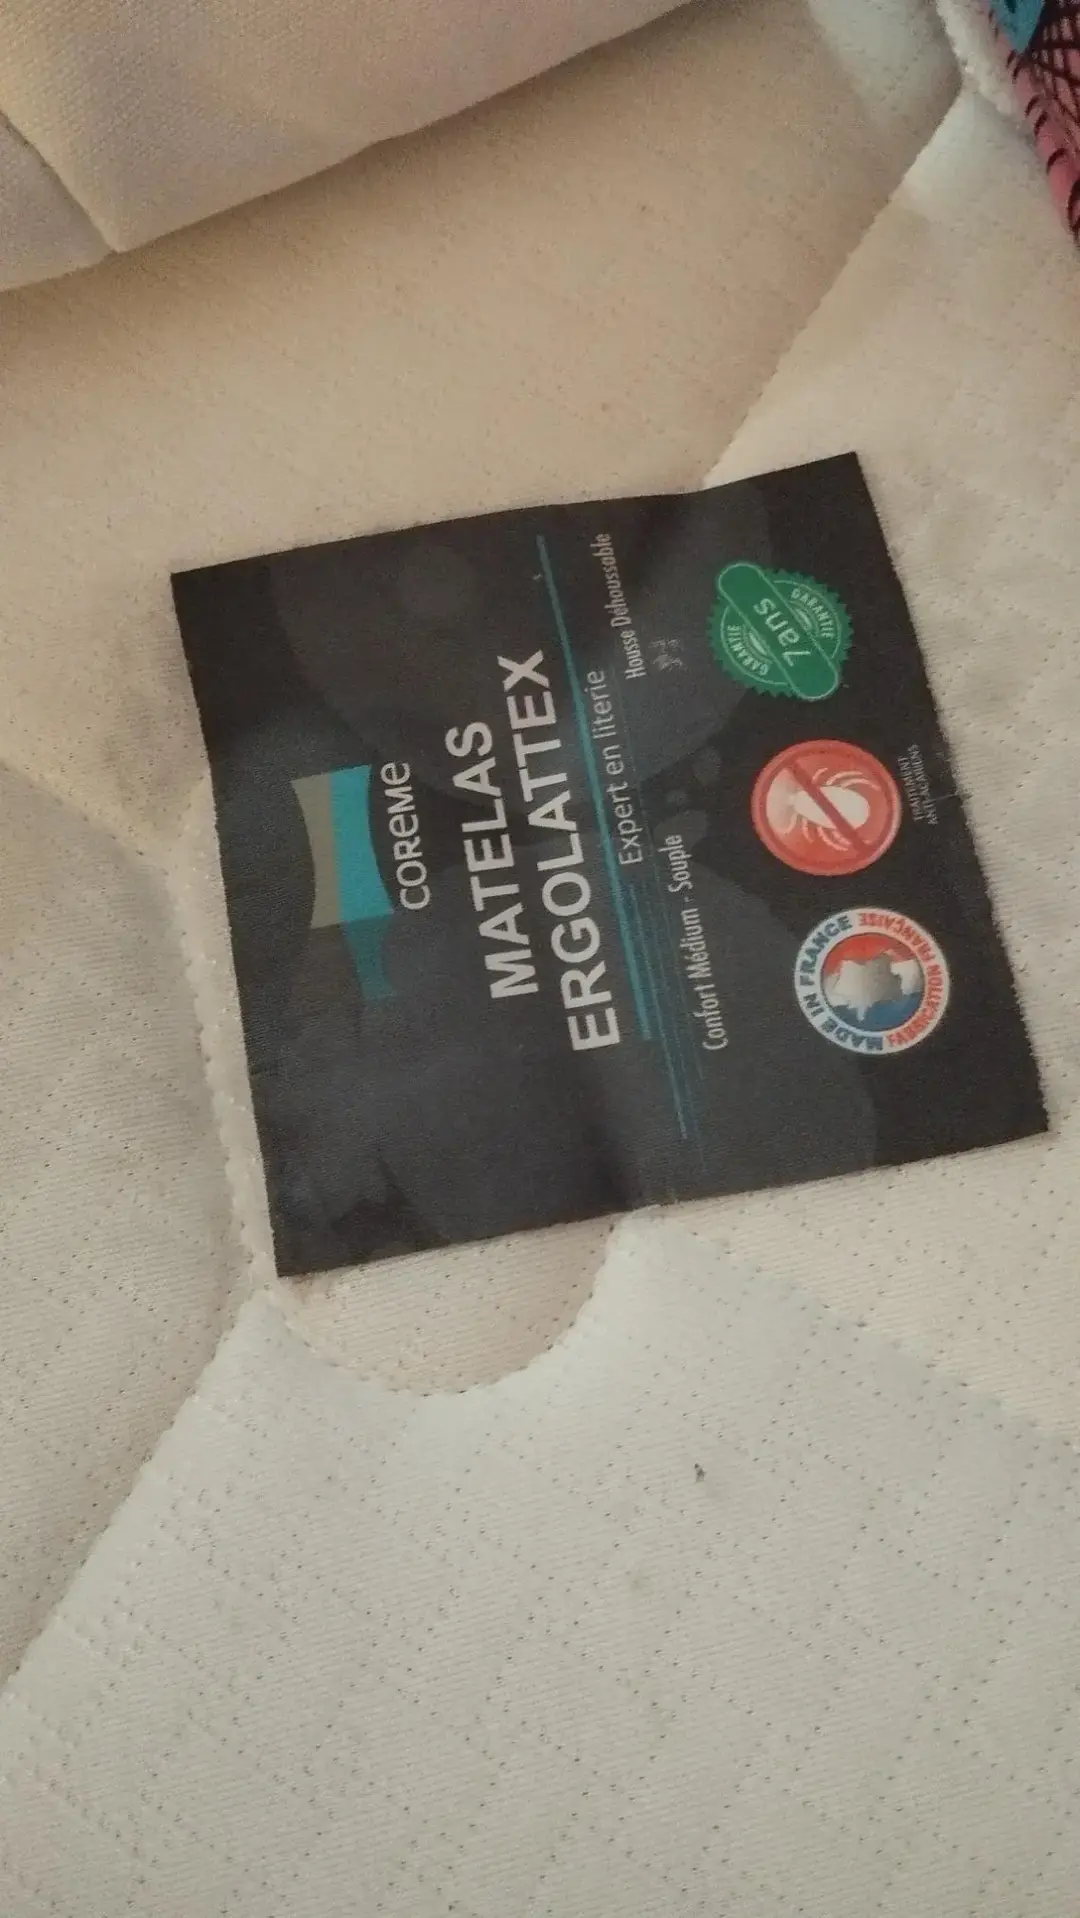 COREME
MATELAS
ERGOLATTEX
Expert en literie
Confort Médium - Souple
Housse Déhoussable
MADE IN FRANCE
FABRICATION FRANÇAISE
TRAITEMENT
ANTI-ACARIENS
GARANTIE
7ans
GARANTIE